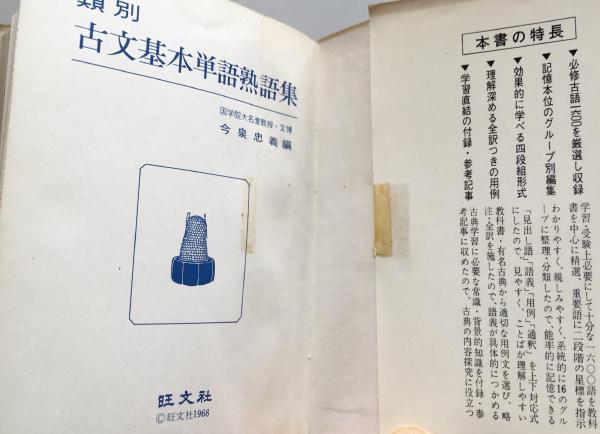 類別
古文基本単語熟語集
国学院大名誉教授・文博
今泉忠義編
旺文社
©旺文社1968
本書の特長
▼必修古語一六〇〇を厳選し収録
学習・受験上必要にして十分な一六〇〇語を教科
書を中心に精選、重要語に二段階の星標を指示
▼記憶本位のグループ別編集
わかりやすく、親しみやすく、系統的に16のグル
ープに整理・分類したので、能率的に記憶できる
▼効果的に学べる四段組形式
「見出し語」「語義」「用例」「通釈」を上下対応式
にしたので、見やすく、ことばが理解しやすい
▼理解深める全訳つきの用例
教科書・有名古典から適切な用例文を選び、略
注・全訳を施したので、語義が具体的につかめる
▼学習直結の付録・参考記事
古典学習に必要な常識・背景的知識を付録・参
考記事に収めたので、古典の内容探究に役立つ